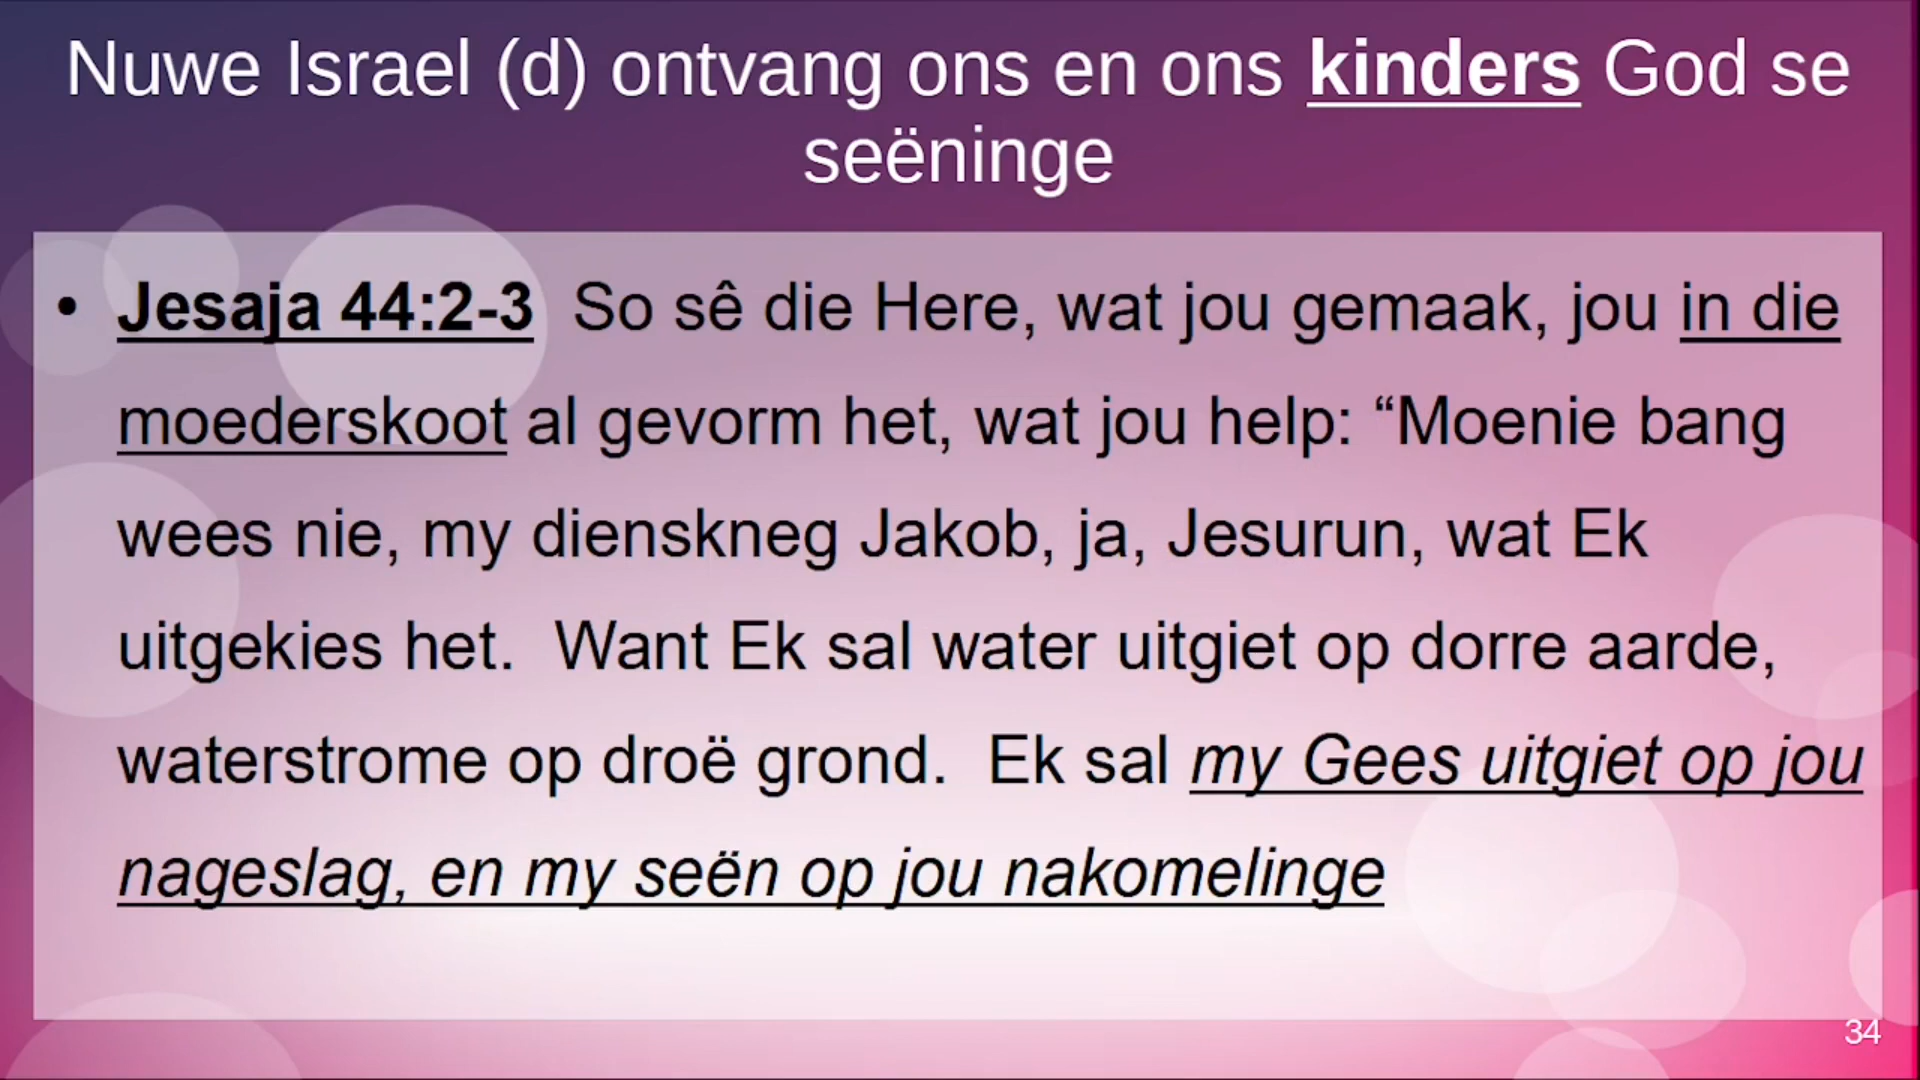 Nuwe Israel (d) ontvang ons en ons kinders God se
seëninge
• Jesaja 44:2-3  So sê die Here, wat jou gemaak, jou in die
moederskoot al gevorm het, wat jou help: “Moenie bang
wees nie, my dienskneg Jakob, ja, Jesurun, wat Ek
uitgekies het.  Want Ek sal water uitgiet op dorre aarde,
waterstrome op droë grond.  Ek sal my Gees uitgiet op jou
nageslag, en my seën op jou nakomelinge
34